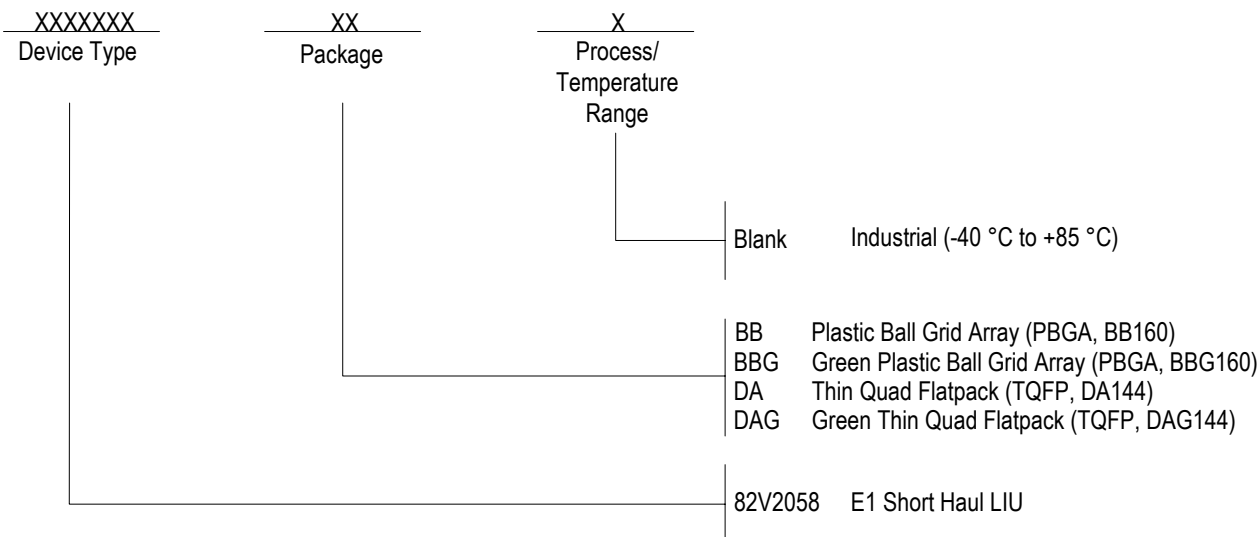 XXXXXXX XX X
Device Type Package Process/
Temperature
Range
Blank Industrial (-40 °C to +85 °C)
BB Plastic Ball Grid Array (PBGA, BB160)
BBG Green Plastic Ball Grid Array (PBGA, BBG160)
DA Thin Quad Flatpack (TQFP, DA144)
DAG Green Thin Quad Flatpack (TQFP, DAG144)
82V2058 E1 Short Haul LIU